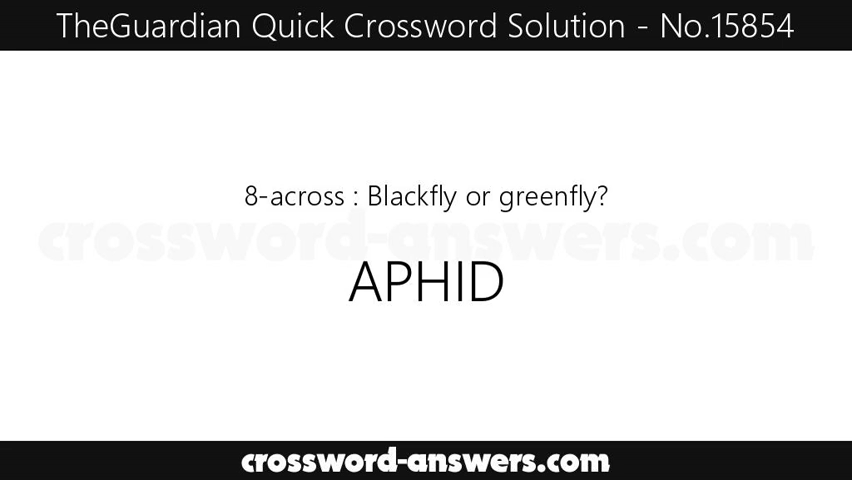 TheGuardian Quick Crossword Solution - No.15854
8-across : Blackfly or greenfly?
crossword-answers.com
APHID
crossword-answers.com